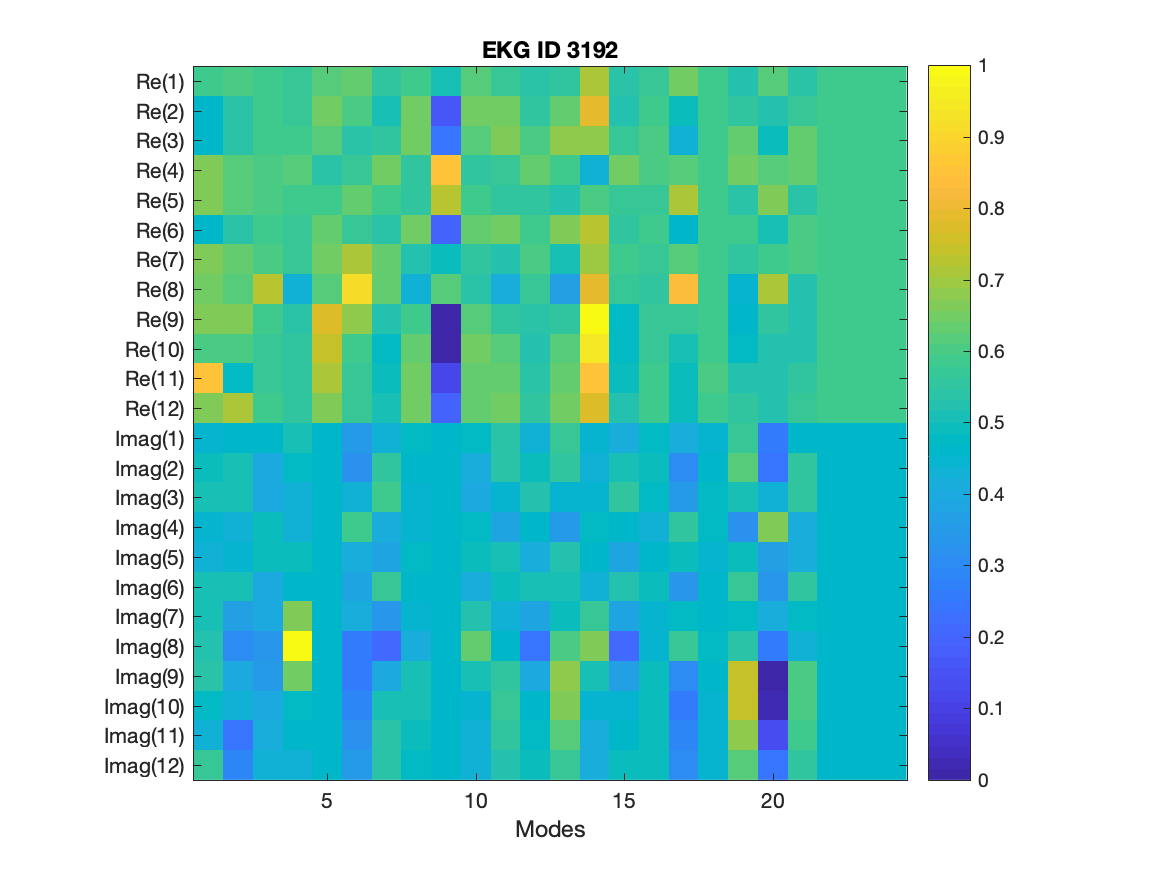 EKG ID 3192
Re(1)
Re(2)
Re(3)
Re(4)
Re(5)
Re(6)
Re(7)
Re(8)
Re(9)
Re(10)
Re(11)
Re(12)
Imag(1)
Imag(2)
Imag(3)
Imag(4)
Imag(5)
Imag(6)
Imag(7)
Imag(8)
Imag(9)
Imag(10)
Imag(11)
Imag(12)
5 10 15 20
Modes
1
0.9
0.8
0.7
0.6
0.5
0.4
0.3
0.2
0.1
0